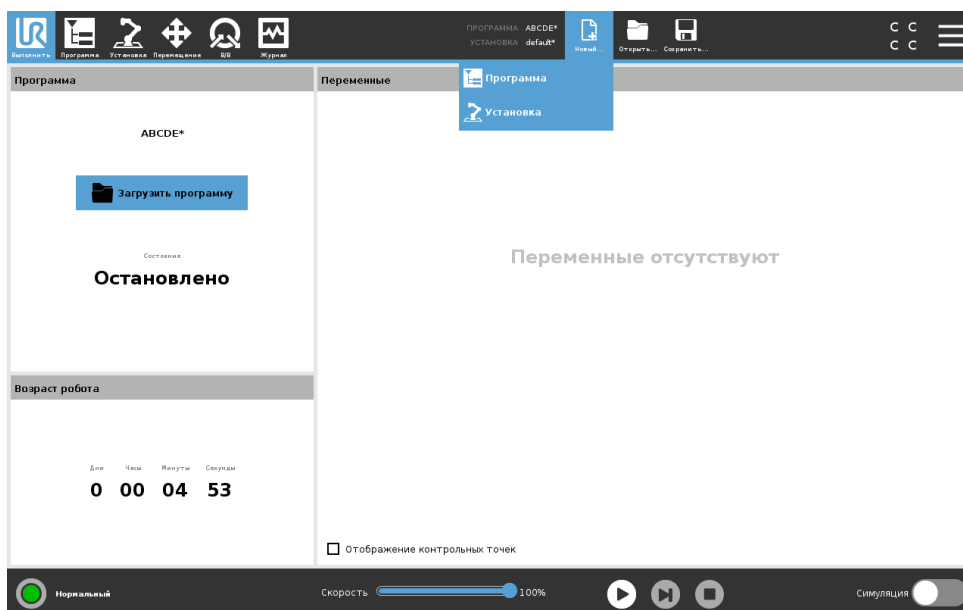 UR
Выполнить Программа Установка Перемещение В/В Журнал
ПРОГРАММА ABCDE*
УСТАНОВКА default*
Новый... Открыть... Сохранить...
C C
C C
Программа
Переменные
Программа
Установка
ABCDE*
Загрузить программу
Состояние
Остановлено
Переменные отсутствуют
Возраст робота
Дни Часы Минуты Секунды
0 00 04 53
Отображение контрольных точек
Нормальный
Скорость 100%
Симуляция